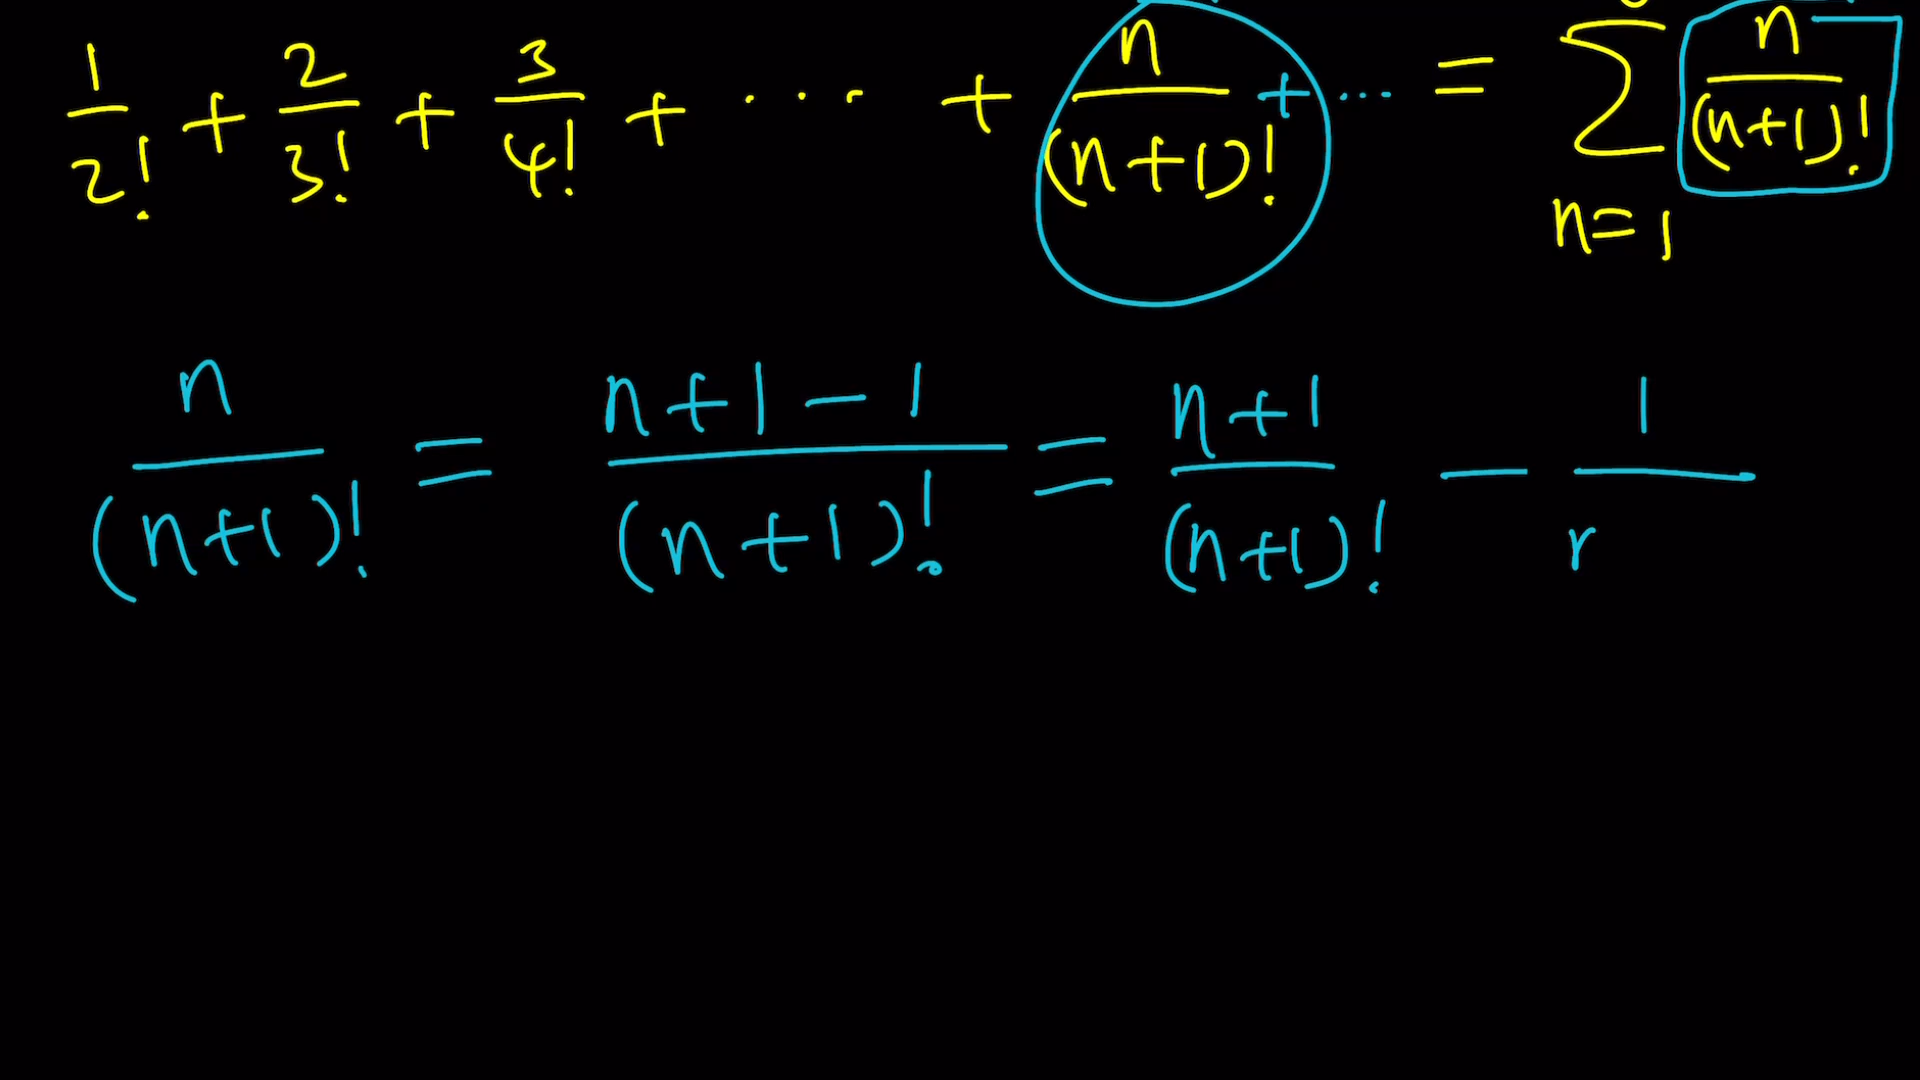 1/2! + 2/3! + 3/4! + ··· + n/(n+1)! + ··· = Σ n/(n+1)!
n=1
n/(n+1)! = n+1-1/(n+1)! = n+1/(n+1)! - 1/r